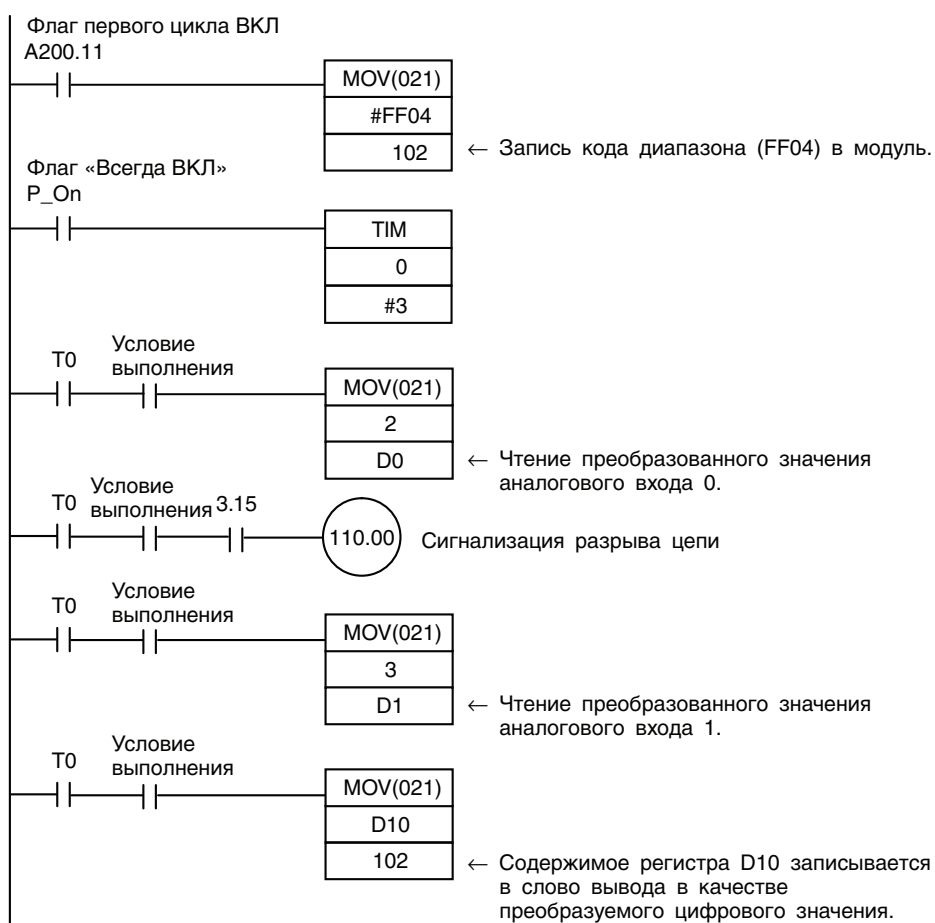 Флаг первого цикла ВКЛ
A200.11
MOV(021)
#FF04
102
← Запись кода диапазона (FF04) в модуль.
Флаг «Всегда ВКЛ»
P_On
TIM
0
#3
Условие
T0 выполнения
MOV(021)
2
D0
← Чтение преобразованного значения
аналогового входа 0.
Условие
T0 выполнения 3.15
110.00 Сигнализация разрыва цепи
Условие
T0 выполнения
MOV(021)
3
D1
← Чтение преобразованного значения
аналогового входа 1.
Условие
T0 выполнения
MOV(021)
D10
102
← Содержимое регистра D10 записывается
в слово вывода в качестве
преобразуемого цифрового значения.